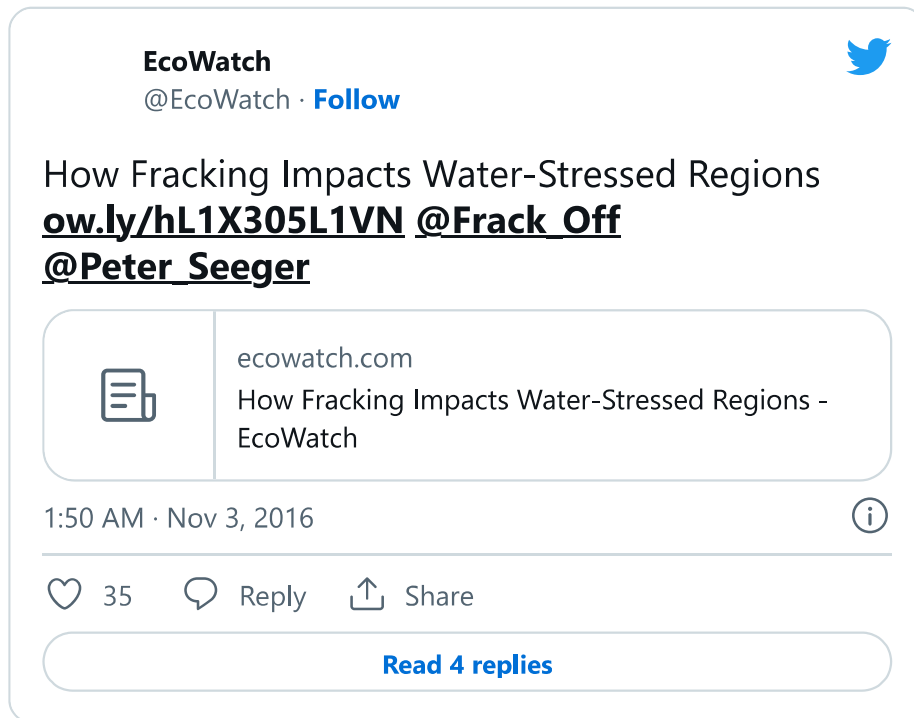 EcoWatch
@EcoWatch · Follow
How Fracking Impacts Water-Stressed Regions
ow.ly/hL1X305L1VN @Frack_Off
@Peter_Seeger
ecowatch.com
How Fracking Impacts Water-Stressed Regions -
EcoWatch
1:50 AM · Nov 3, 2016
35 Reply Share
Read 4 replies